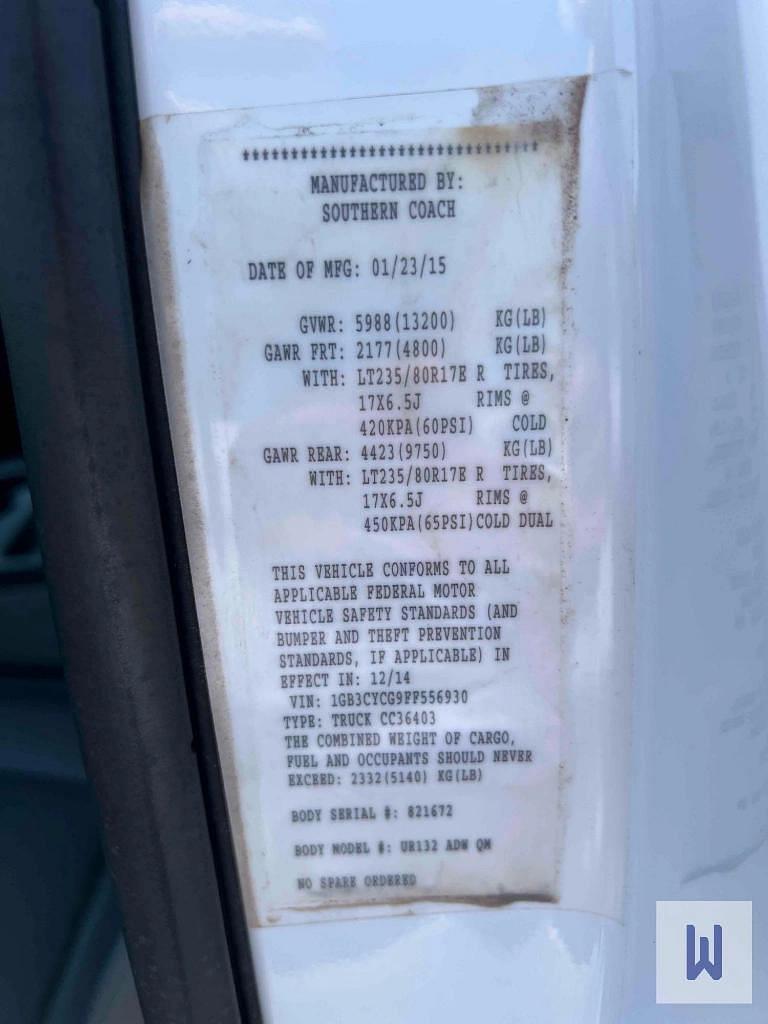 *******************************
MANUFACTURED BY:
SOUTHERN COACH
DATE OF MFG: 01/23/15
GVWR: 5988(13200) KG(LB)
GAWR FRT: 2177(4800) KG(LB)
WITH: LT235/80R17E R TIRES,
17X6.5J RIMS @
420KPA(60PSI) COLD
GAWR REAR: 4423(9750) KG(LB)
WITH: LT235/80R17E R TIRES,
17X6.5J RIMS @
450KPA(65PSI)COLD DUAL
THIS VEHICLE CONFORMS TO ALL
APPLICABLE FEDERAL MOTOR
VEHICLE SAFETY STANDARDS (AND
BUMPER AND THEFT PREVENTION
STANDARDS, IF APPLICABLE) IN
EFFECT IN: 12/14
VIN: 1GB3CYCG9FF556930
TYPE: TRUCK CC36403
THE COMBINED WEIGHT OF CARGO,
FUEL AND OCCUPANTS SHOULD NEVER
EXCEED: 2332(5140) KG(LB)
BODY SERIAL #: 821672
BODY MODEL #: UR132 ADW QM
NO SPARE ORDERED
W